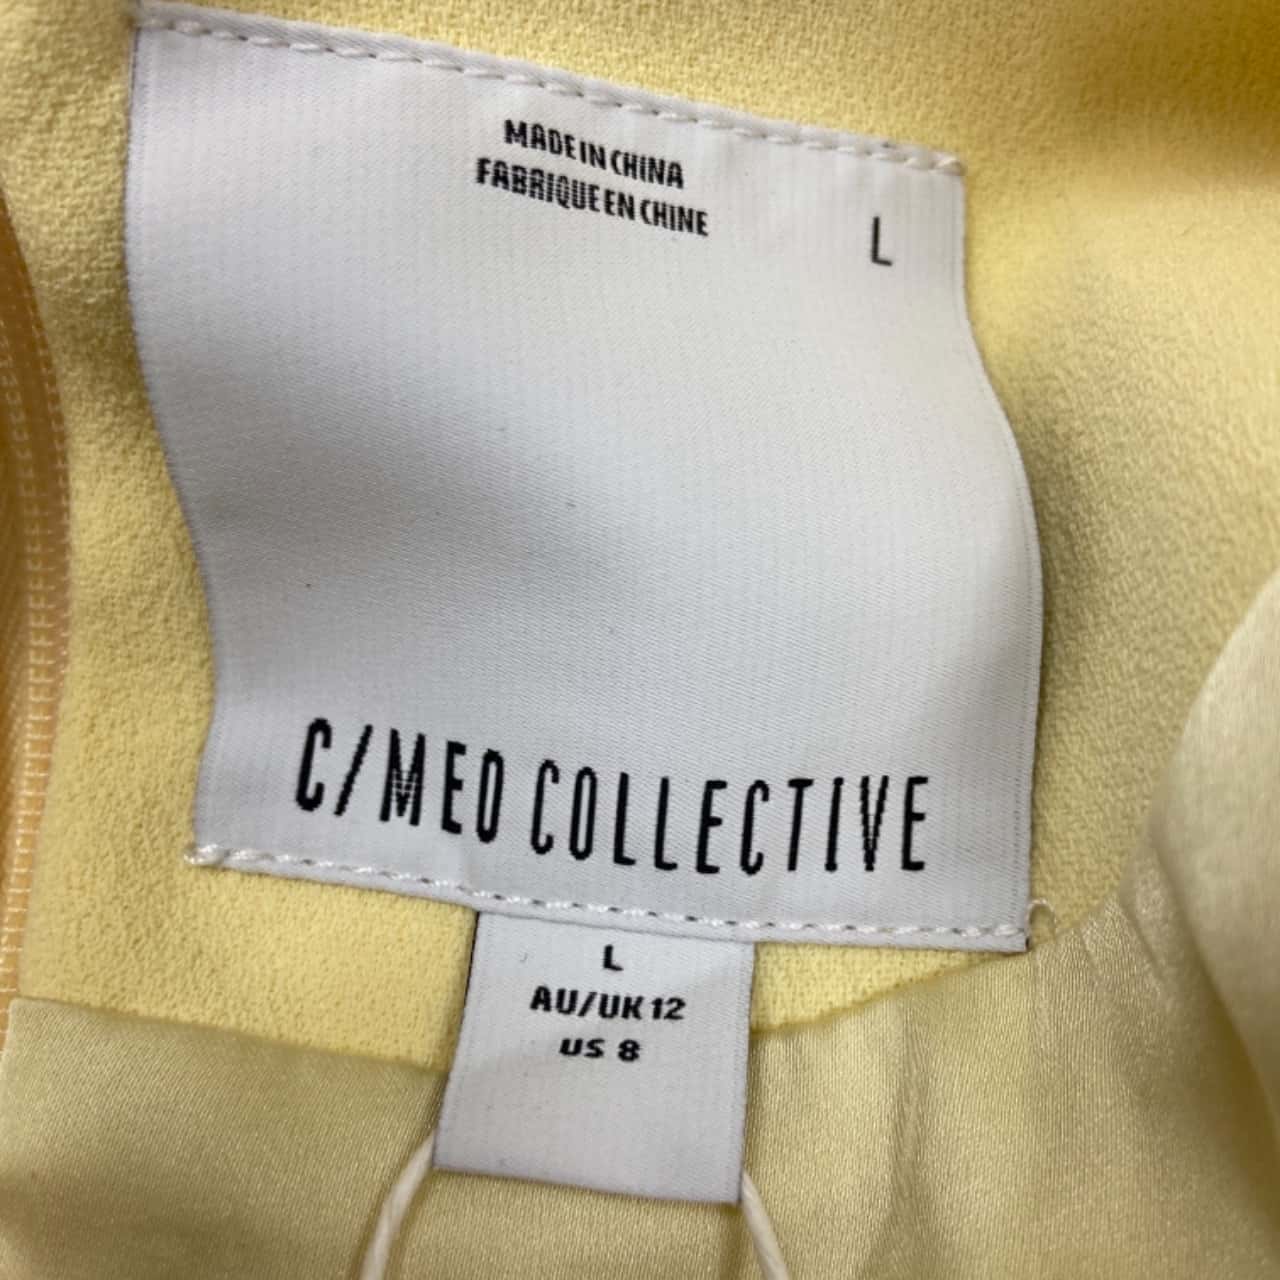 MADE IN CHINA
FABRIQUE EN CHINE
L
C/MEO COLLECTIVE
L
AU/UK 12
US 8